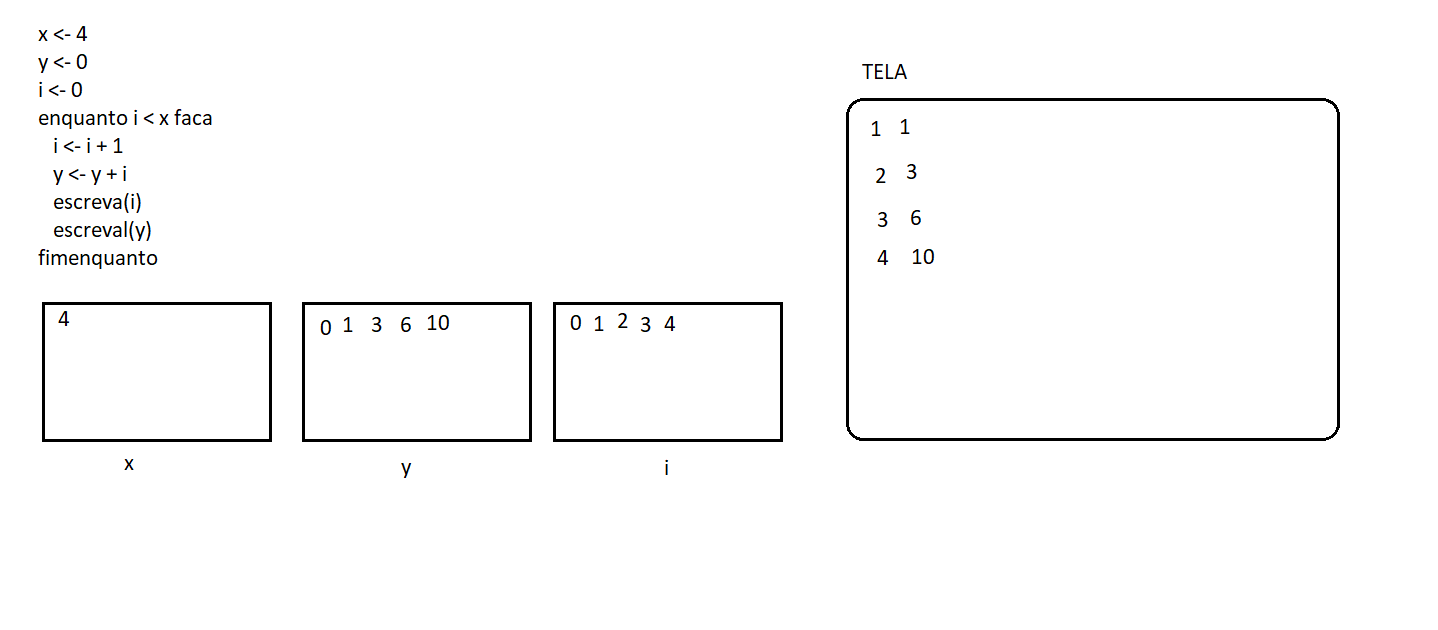 x <- 4
y <- 0
i <- 0
enquanto i < x faca
i <- i + 1
y <- y + i
escreva(i)
escreval(y)
fimenquanto
TELA
1 1
2 3
3 6
4 10
4
0 1 3 6 10
0 1 2 3 4
x
y
i